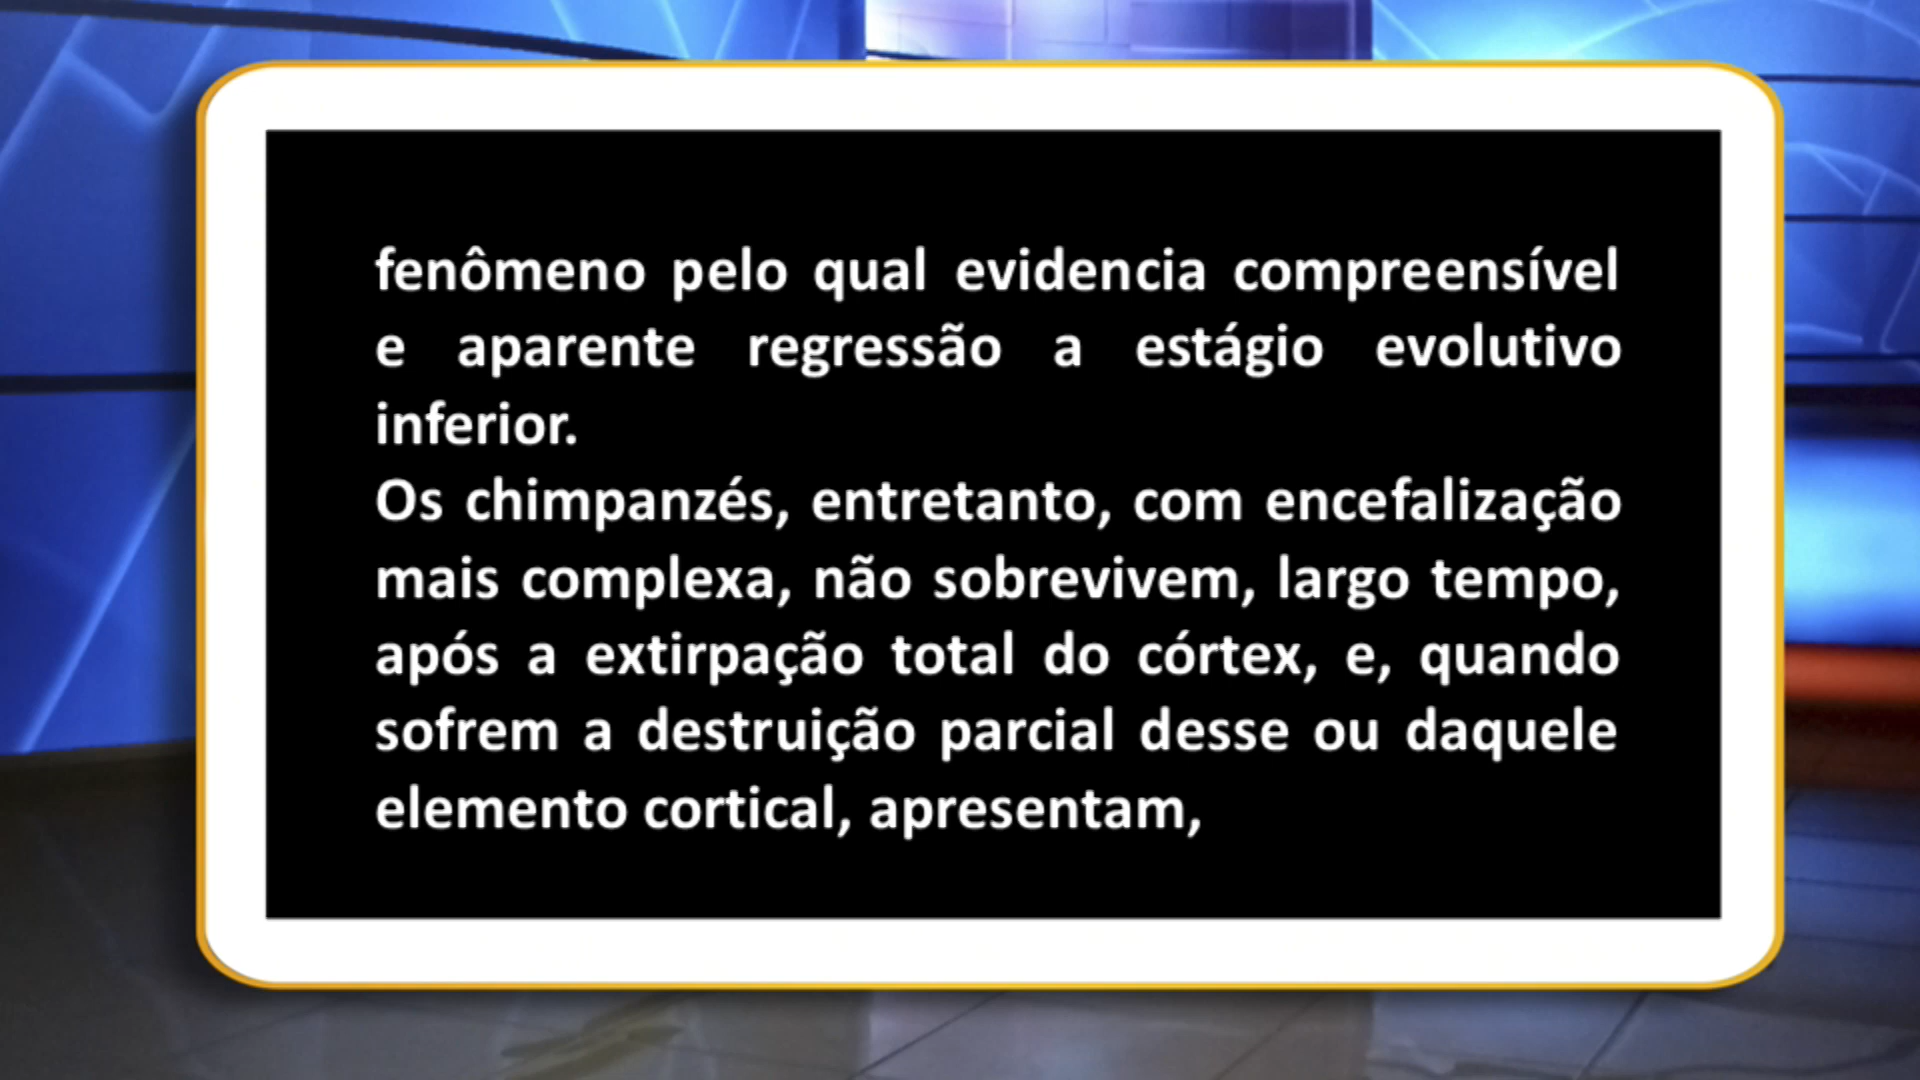 fenômeno pelo qual evidencia compreensível
e aparente regressão a estágio evolutivo
inferior.
Os chimpanzés, entretanto, com encefalização
mais complexa, não sobrevivem, largo tempo,
após a extirpação total do córtex, e, quando
sofrem a destruição parcial desse ou daquele
elemento cortical, apresentam,